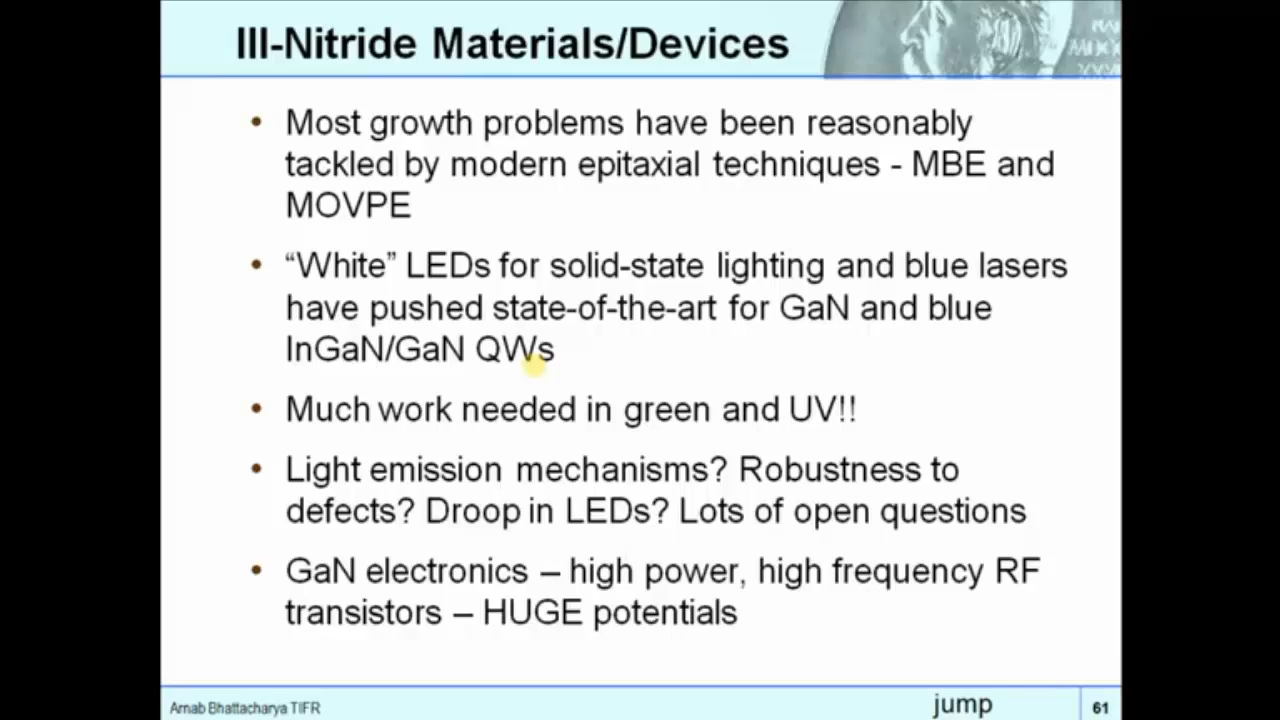 III-Nitride Materials/Devices
• Most growth problems have been reasonably
tackled by modern epitaxial techniques - MBE and
MOVPE
• “White” LEDs for solid-state lighting and blue lasers
have pushed state-of-the-art for GaN and blue
InGaN/GaN QWs
• Much work needed in green and UV!!
• Light emission mechanisms? Robustness to
defects? Droop in LEDs? Lots of open questions
• GaN electronics – high power, high frequency RF
transistors – HUGE potentials
Arnab Bhattacharya TIFR
jump
61